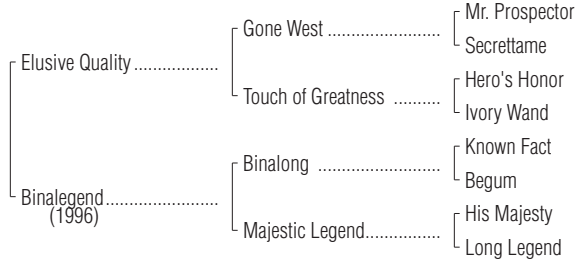 Mr. Prospector
Gone West ........................
Secrettame
Elusive Quality ..................
Hero's Honor
Touch of Greatness ..........
Ivory Wand
Known Fact
Binalong ..........................
Begum
Binalegend........................
(1996)
His Majesty
Majestic Legend................
Long Legend